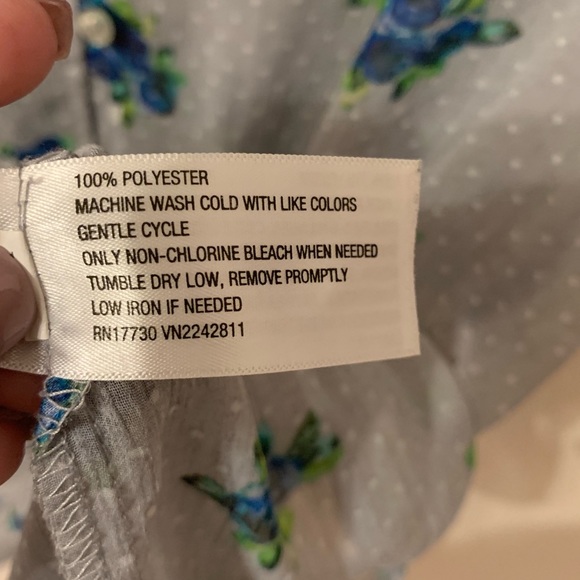 100% POLYESTER
MACHINE WASH COLD WITH LIKE COLORS
GENTLE CYCLE
ONLY NON-CHLORINE BLEACH WHEN NEEDED
TUMBLE DRY LOW, REMOVE PROMPTLY
LOW IRON IF NEEDED
RN17730 VN2242811